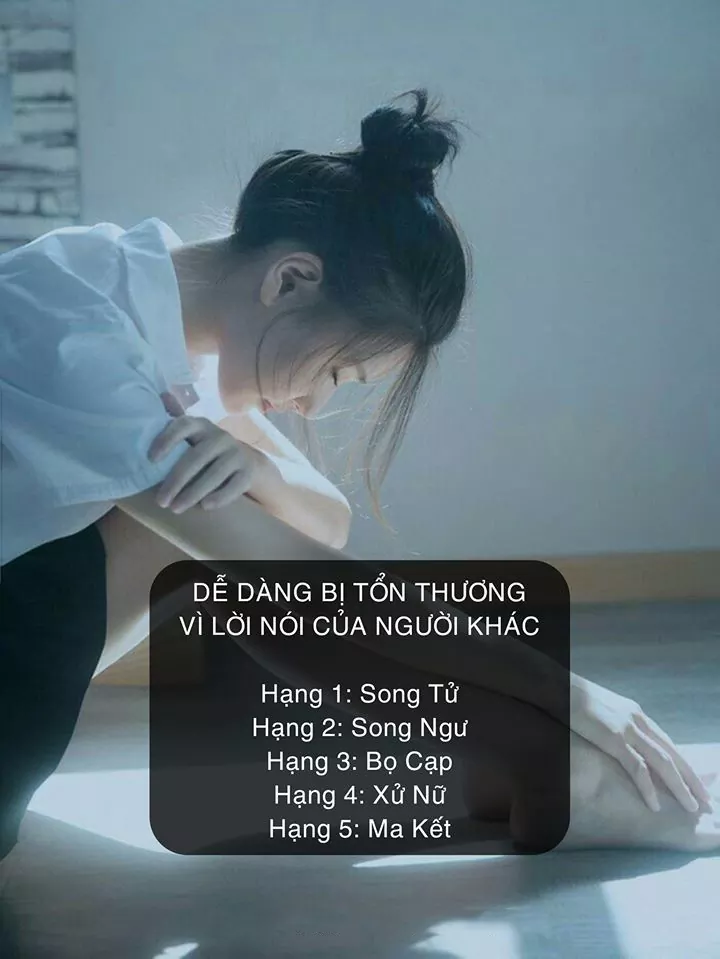 DỄ DÀNG BỊ TỔN THƯƠNG
VÌ LỜI NÓI CỦA NGƯỜI KHÁC
Hạng 1: Song Tử
Hạng 2: Song Ngư
Hạng 3: Bọ Cạp
Hạng 4: Xử Nữ
Hạng 5: Ma Kết